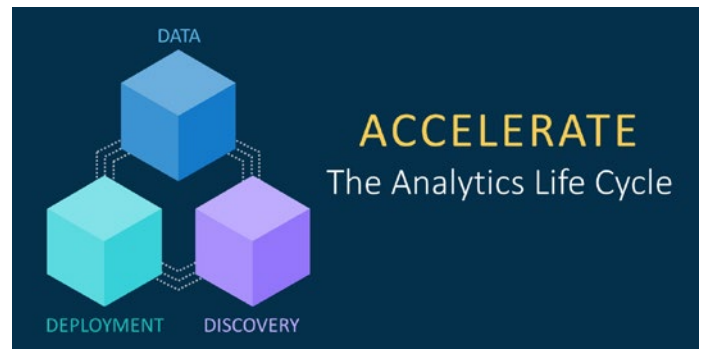 DATA
ACCELERATE
The Analytics Life Cycle
DEPLOYMENT
DISCOVERY